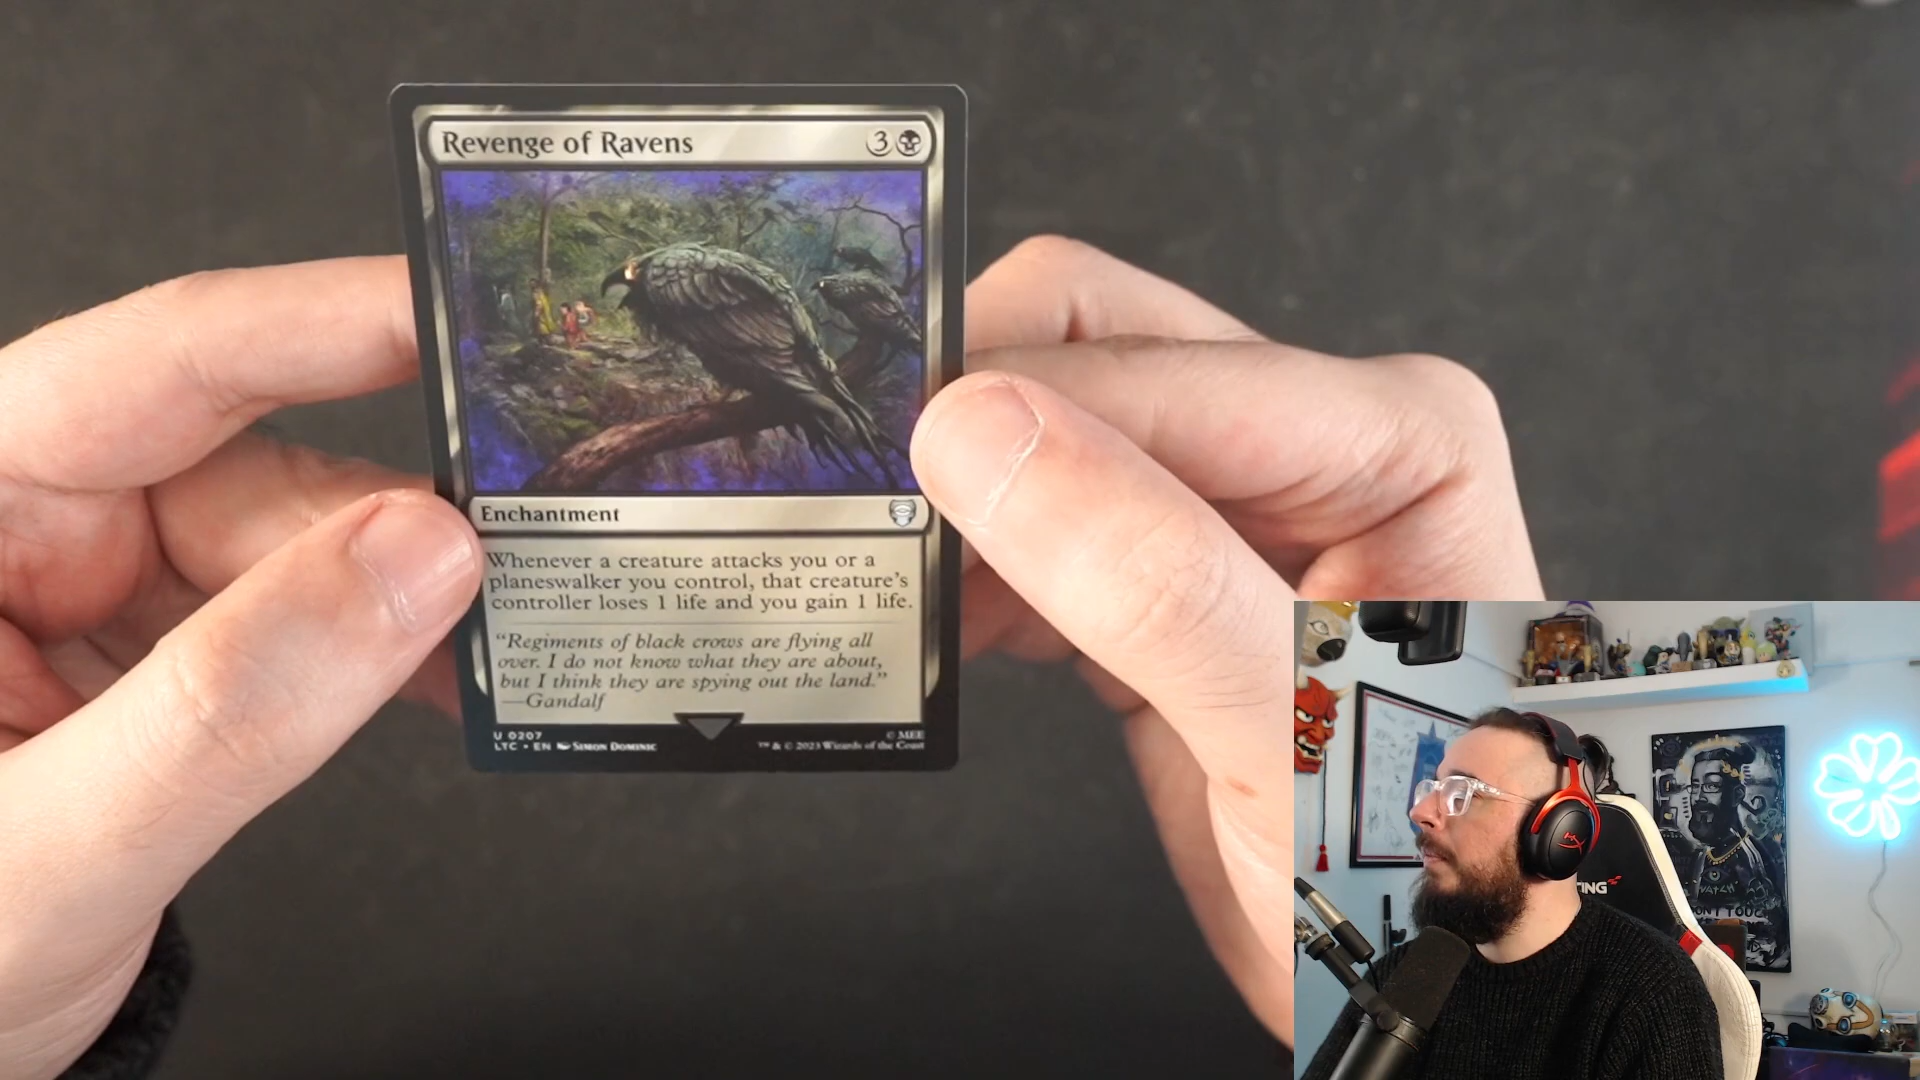 Revenge of Ravens
3
Enchantment
Whenever a creature attacks you or a
planeswalker you control, that creature's
controller loses 1 life and you gain 1 life.
“Regiments of black crows are flying all
over. I do not know what they are about,
but I think they are spying out the land.”
—Gandalf
U 0207
LTC • EN SIMON DOMINIC
© MEE
™ & © 2023 Wizards of the Coast
HX